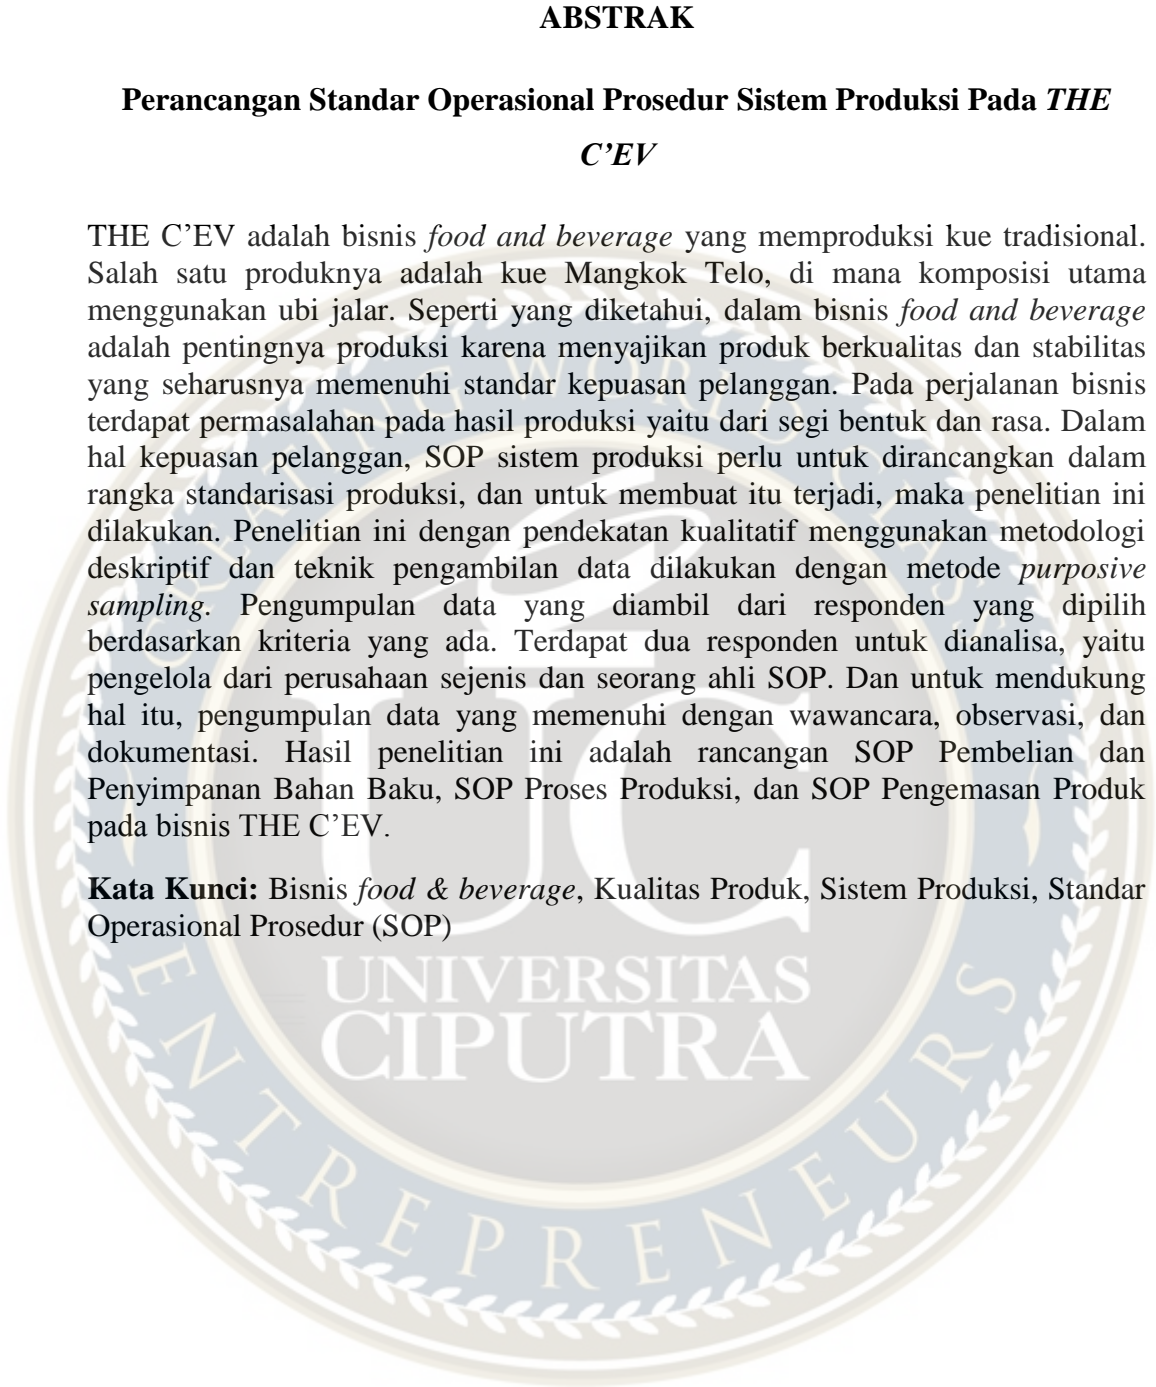 ABSTRAK
Perancangan Standar Operasional Prosedur Sistem Produksi Pada THE
C’EV
THE C’EV adalah bisnis food and beverage yang memproduksi kue tradisional.
Salah satu produknya adalah kue Mangkok Telo, di mana komposisi utama
menggunakan ubi jalar. Seperti yang diketahui, dalam bisnis food and beverage
adalah pentingnya produksi karena menyajikan produk berkualitas dan stabilitas
yang seharusnya memenuhi standar kepuasan pelanggan. Pada perjalanan bisnis
terdapat permasalahan pada hasil produksi yaitu dari segi bentuk dan rasa. Dalam
hal kepuasan pelanggan, SOP sistem produksi perlu untuk dirancangkan dalam
rangka standarisasi produksi, dan untuk membuat itu terjadi, maka penelitian ini
dilakukan. Penelitian ini dengan pendekatan kualitatif menggunakan metodologi
deskriptif dan teknik pengambilan data dilakukan dengan metode purposive
sampling. Pengumpulan data yang diambil dari responden yang dipilih
berdasarkan kriteria yang ada. Terdapat dua responden untuk dianalisa, yaitu
pengelola dari perusahaan sejenis dan seorang ahli SOP. Dan untuk mendukung
hal itu, pengumpulan data yang memenuhi dengan wawancara, observasi, dan
dokumentasi. Hasil penelitian ini adalah rancangan SOP Pembelian dan
Penyimpanan Bahan Baku, SOP Proses Produksi, dan SOP Pengemasan Produk
pada bisnis THE C’EV.
Kata Kunci: Bisnis food & beverage, Kualitas Produk, Sistem Produksi, Standar
Operasional Prosedur (SOP)
CREATING WORLD CLASS
UC
UNIVERSITAS
CIPUTRA
ENTREPRENEURS